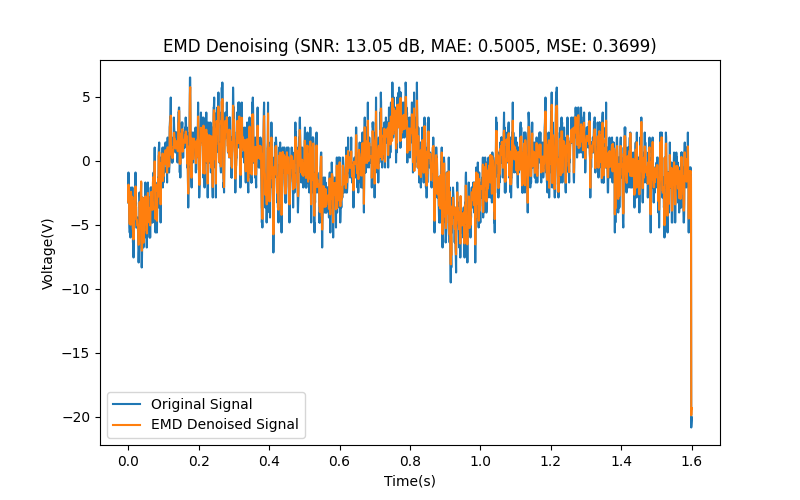 EMD Denoising (SNR: 13.05 dB, MAE: 0.5005, MSE: 0.3699)
5
0
−5
−10
−15
−20
Voltage(V)
Original Signal
EMD Denoised Signal
0.0 0.2 0.4 0.6 0.8 1.0 1.2 1.4 1.6
Time(s)